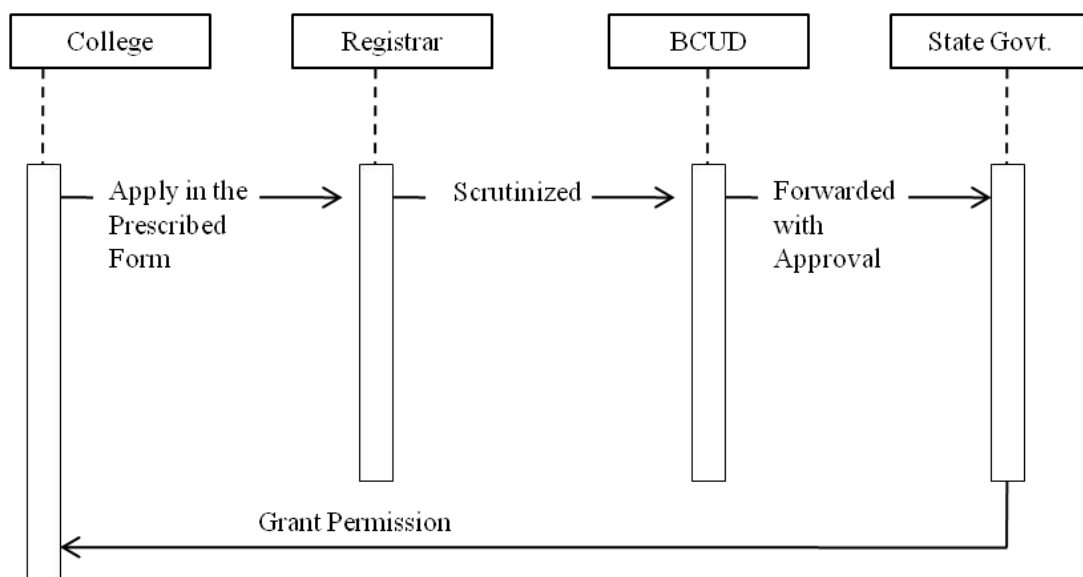 College
Registrar
BCUD
State Govt.
Apply in the
Prescribed
Form
Scrutinized
Forwarded
with
Approval
Grant Permission